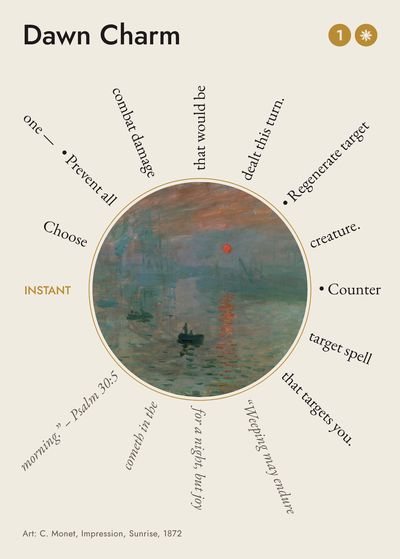 Dawn Charm
1
INSTANT
Choose
one —
• Prevent all
combat damage
that would be
dealt this turn.
• Regenerate target
creature.
• Counter
target spell
that targets you.
“Weeping may endure
for a night, but joy
cometh in the
morning.” – Psalm 30:5
Art: C. Monet, Impression, Sunrise, 1872